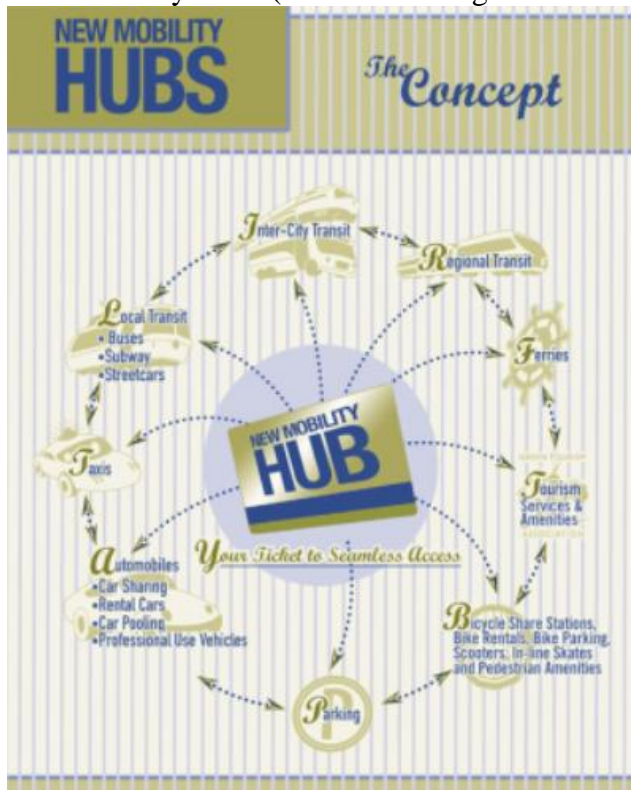 NEW MOBILITY
HUBS
The Concept
Inter-City Transit
Regional Transit
Local Transit
• Buses
•Subway
•Streetcars
Ferries
NEW MOBILITY
HUB
Taxis
Tourism
Services &
Amenities
ASSOCIATION
Your Ticket to Seamless Access
Automobiles
•Car Sharing
•Rental Cars
•Car Pooling
•Professional Use Vehicles
Bicycle Share Stations,
Bike Rentals, Bike Parking,
Scooters, In-line Skates
and Pedestrian Amenities
Parking